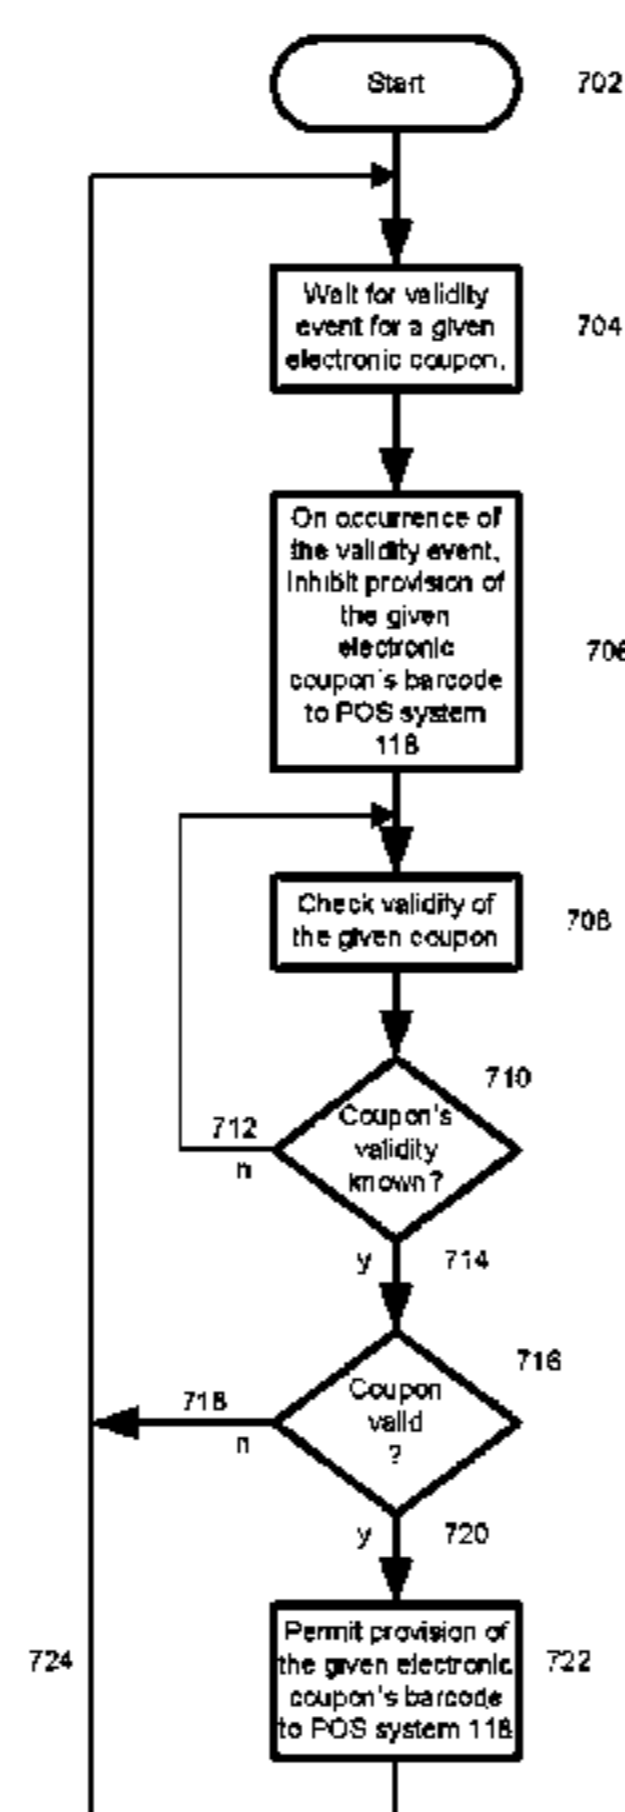 Start
702
Wait for validity
event for a given
electronic coupon.
704
On occurrence of
the validity event,
inhibit provision of
the given
electronic
coupon's barcode
to POS system
118
706
Check validity of
the given coupon
708
710
Coupon's
validity
known?
712
n
y
714
716
Coupon
valid
?
718
n
y
720
Permit provision of
the given electronic
coupon's barcode
to POS system 118
722
724